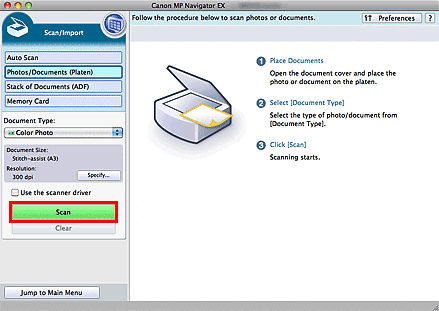 Canon MP Navigator EX
Scan/Import
Follow the procedure below to scan photos or documents.
Preferences
?
Auto Scan
Photos/Documents (Platen)
Stack of Documents (ADF)
Memory Card
Document Type:
Color Photo
Document Size:
Stitch-assist (A3)
Resolution:
300 dpi
Specify...
Use the scanner driver
Scan
Clear
Jump to Main Menu
1 Place Documents
Open the document cover and place the
photo or document on the platen.
2 Select [Document Type]
Select the type of photo/document from
[Document Type].
3 Click [Scan]
Scanning starts.